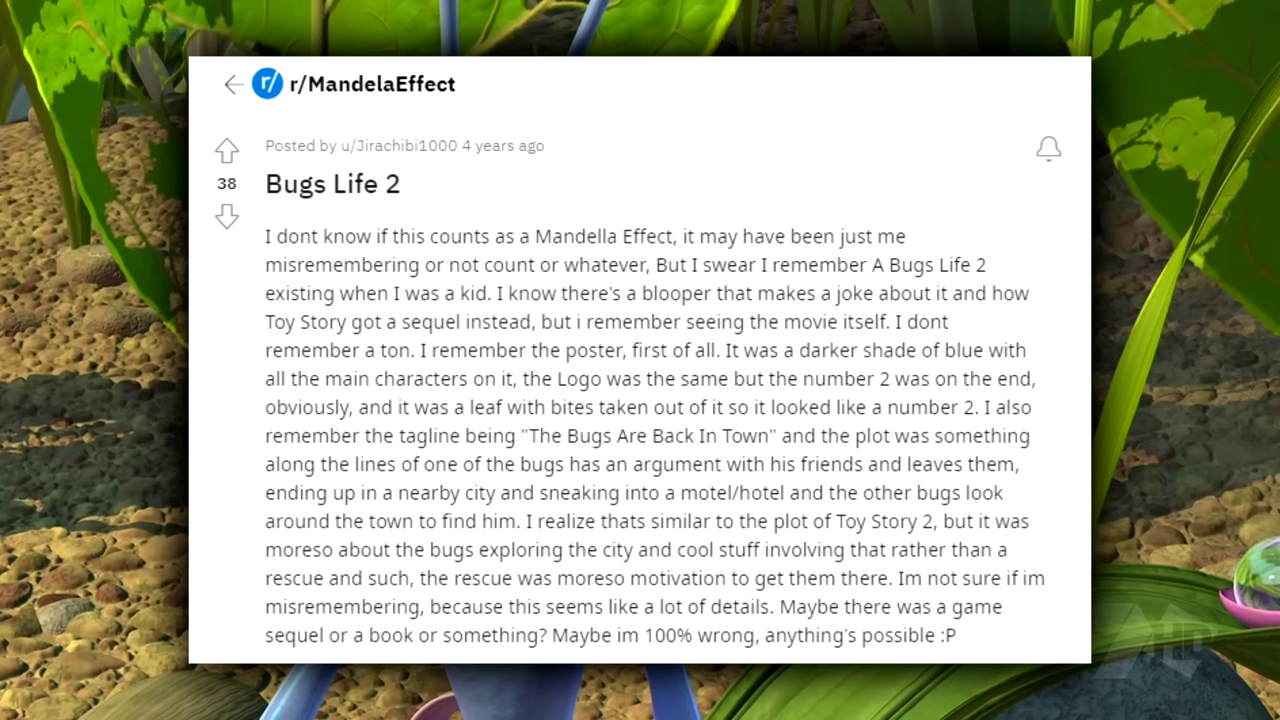 r/ r/MandelaEffect
Posted by u/Jirachibi1000 4 years ago
38
Bugs Life 2
I dont know if this counts as a Mandella Effect, it may have been just me
misremembering or not count or whatever, But I swear I remember A Bugs Life 2
existing when I was a kid. I know there's a blooper that makes a joke about it and how
Toy Story got a sequel instead, but i remember seeing the movie itself. I dont
remember a ton. I remember the poster, first of all. It was a darker shade of blue with
all the main characters on it, the Logo was the same but the number 2 was on the end,
obviously, and it was a leaf with bites taken out of it so it looked like a number 2. I also
remember the tagline being "The Bugs Are Back In Town" and the plot was something
along the lines of one of the bugs has an argument with his friends and leaves them,
ending up in a nearby city and sneaking into a motel/hotel and the other bugs look
around the town to find him. I realize thats similar to the plot of Toy Story 2, but it was
moreso about the bugs exploring the city and cool stuff involving that rather than a
rescue and such, the rescue was moreso motivation to get them there. Im not sure if im
misremembering, because this seems like a lot of details. Maybe there was a game
sequel or a book or something? Maybe im 100% wrong, anything's possible :P